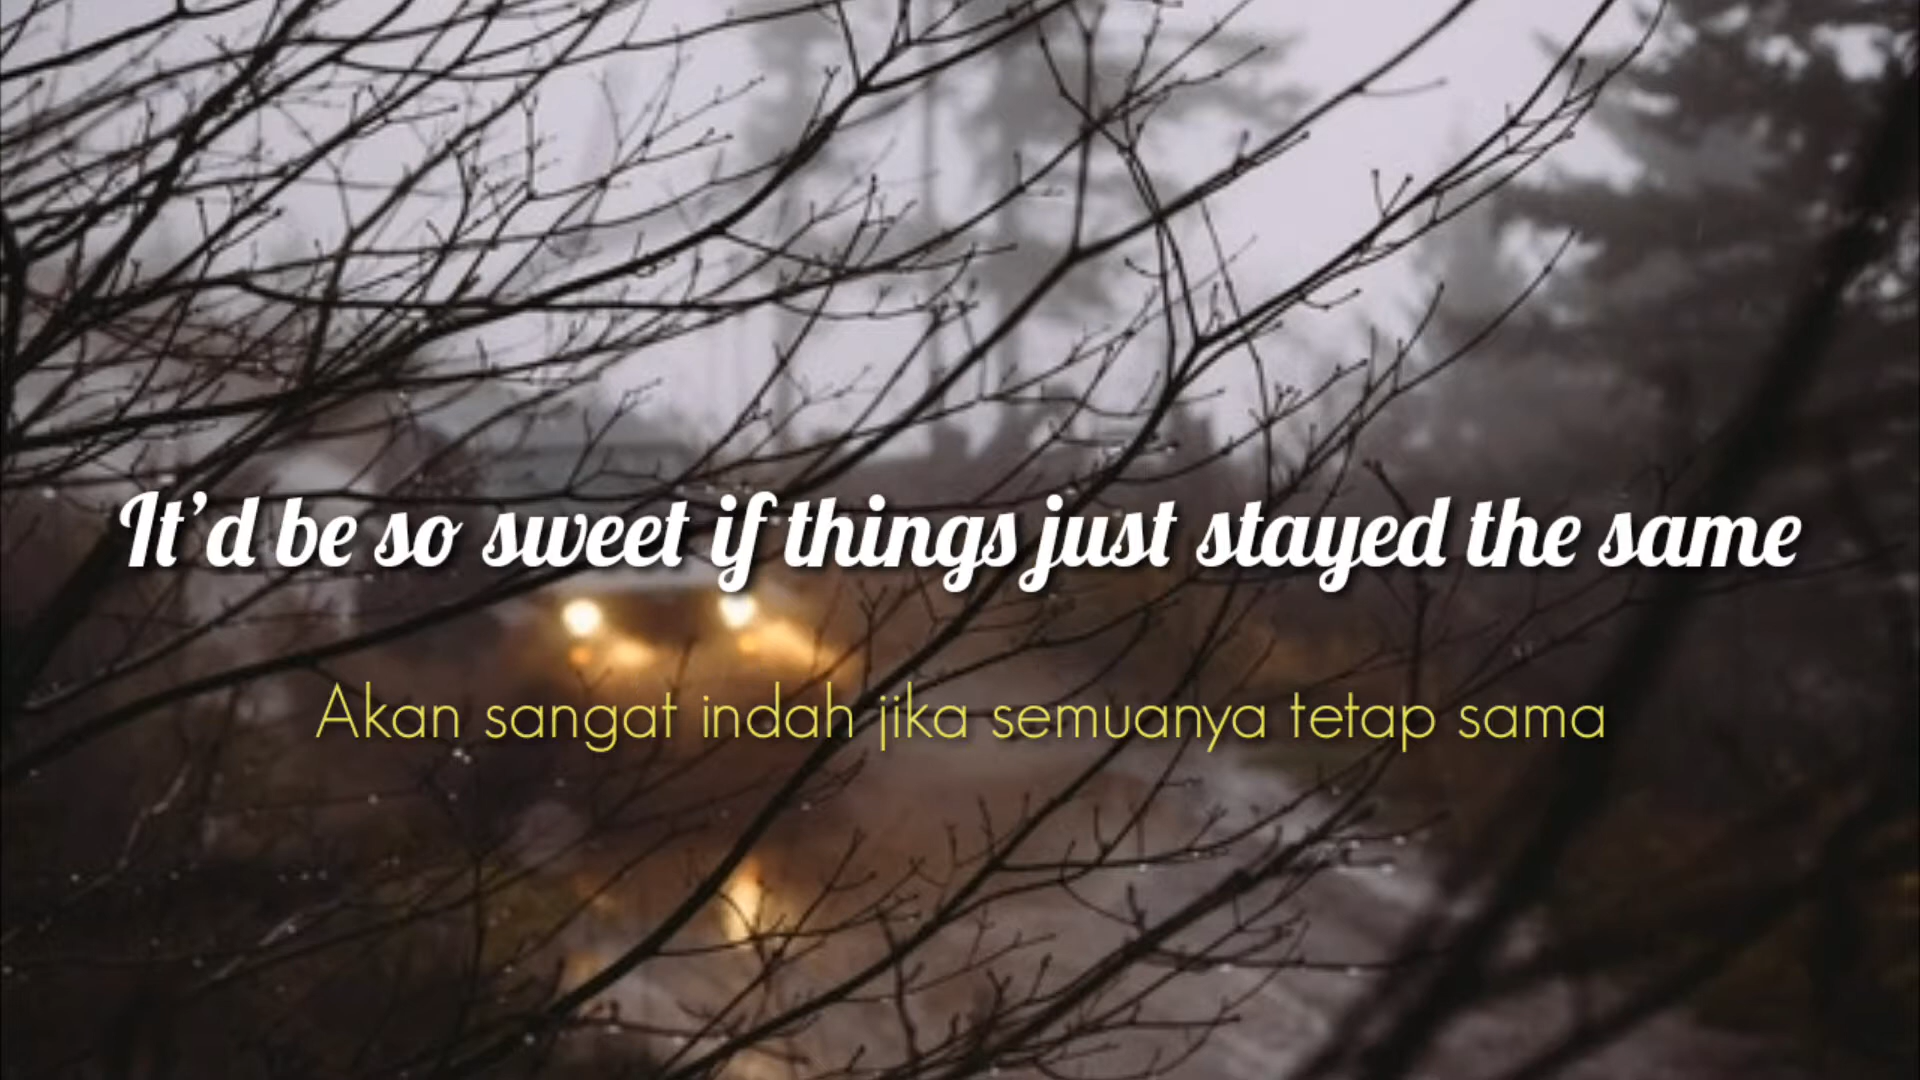 It’d be so sweet if things just stayed the same
Akan sangat indah jika semuanya tetap sama